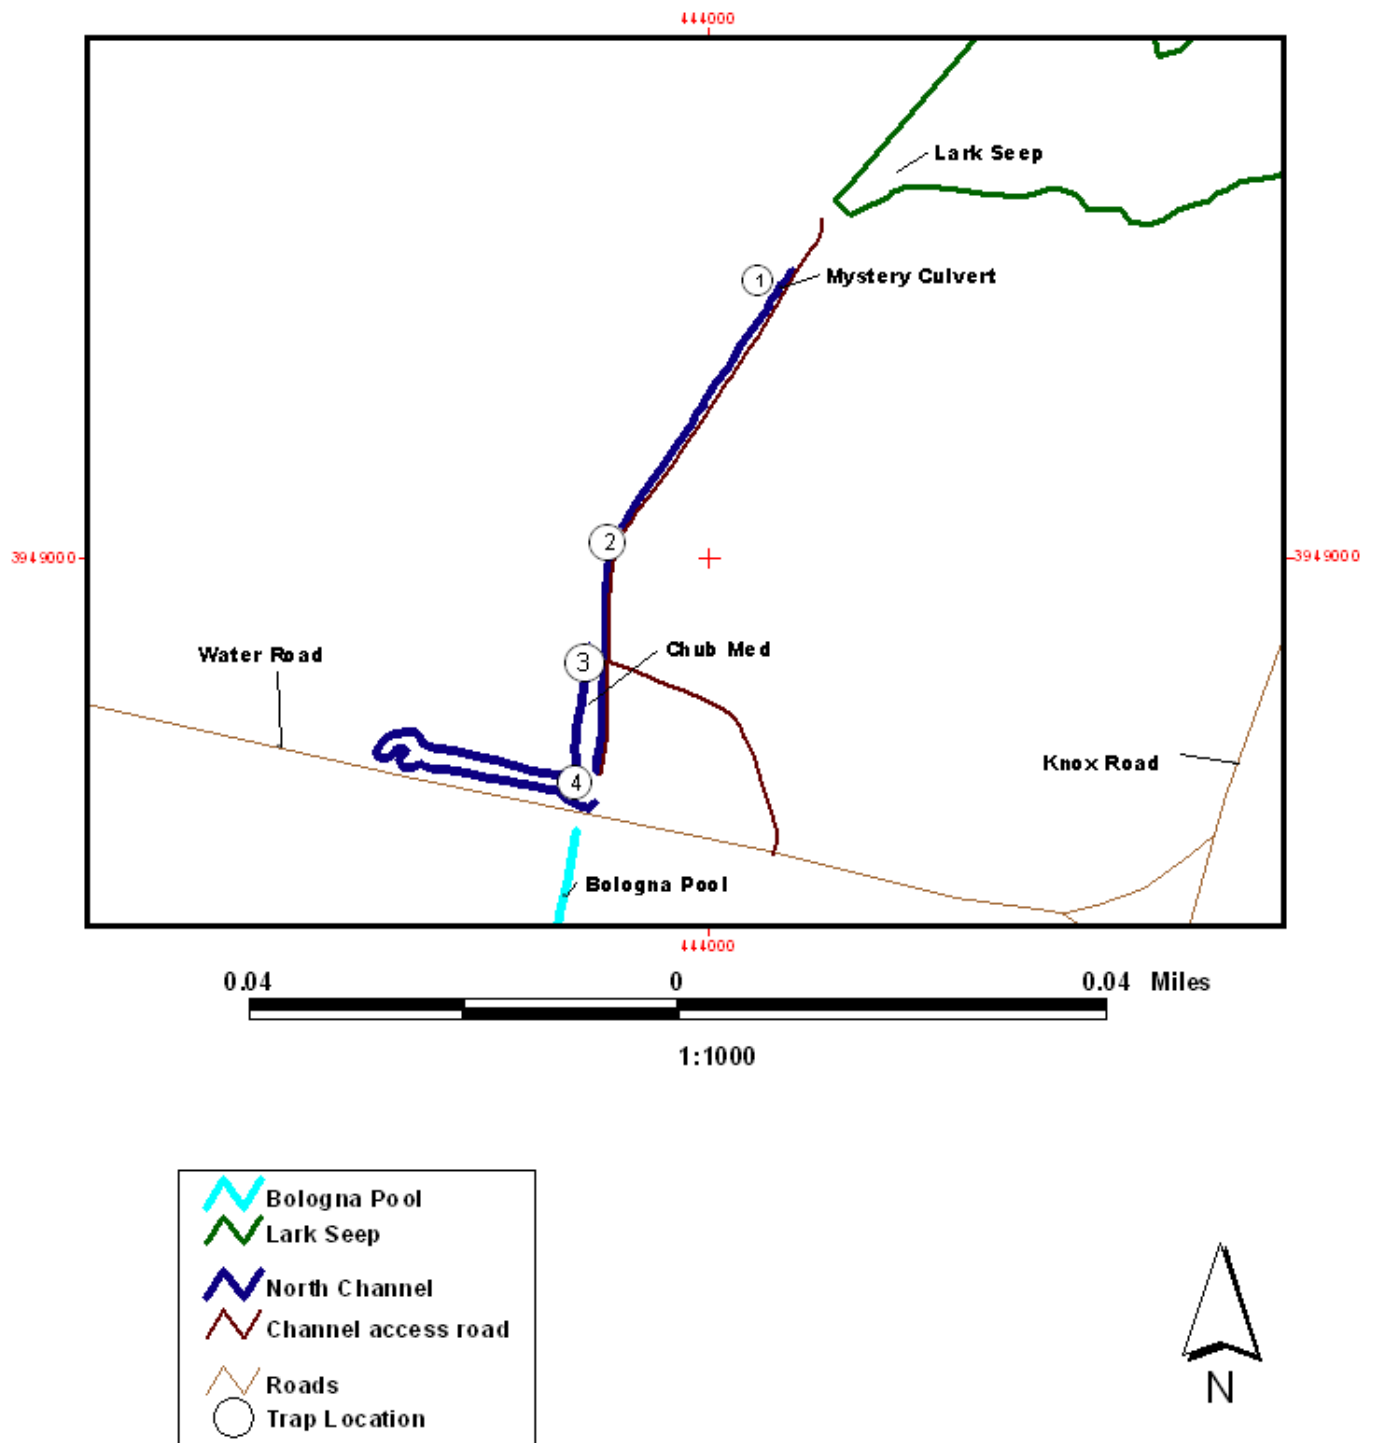 444000
Lark Seep
1
Mystery Culvert
2
3949000
3949000
3
Chub Med
Water Road
4
Knox Road
Bologna Pool
444000
0.04 0 0.04 Miles
1:1000
Bologna Pool
Lark Seep
North Channel
Channel access road
Roads
Trap Location
N